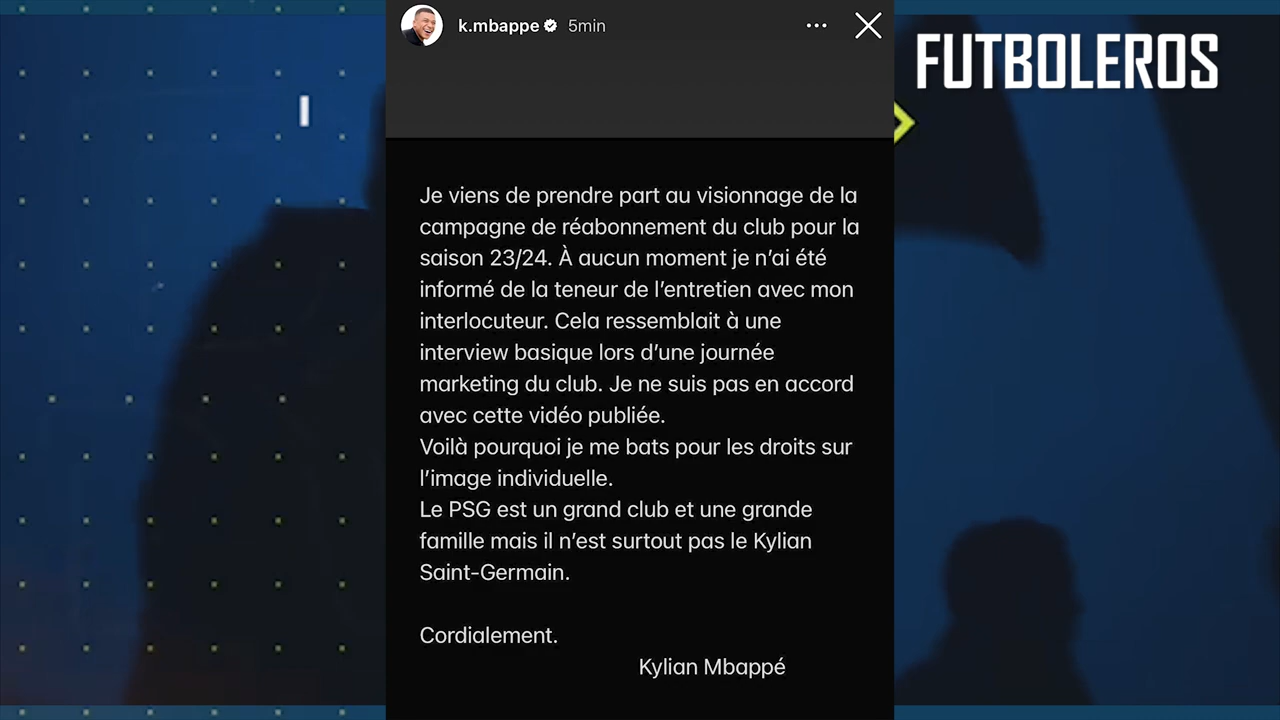 k.mbappe 5min
FUTBOLEROS
Je viens de prendre part au visionnage de la
campagne de réabonnement du club pour la
saison 23/24. À aucun moment je n’ai été
informé de la teneur de l’entretien avec mon
interlocuteur. Cela ressemblait à une
interview basique lors d’une journée
marketing du club. Je ne suis pas en accord
avec cette vidéo publiée.
Voilà pourquoi je me bats pour les droits sur
l’image individuelle.
Le PSG est un grand club et une grande
famille mais il n’est surtout pas le Kylian
Saint-Germain.
Cordialement.
Kylian Mbappé